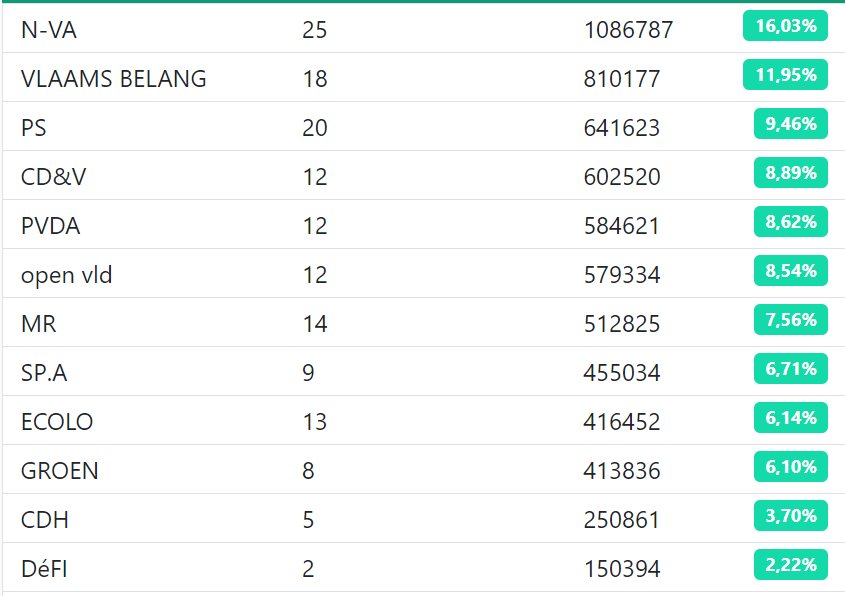 N-VA 25 1086787 16,03%
VLAAMS BELANG 18 810177 11,95%
PS 20 641623 9,46%
CD&V 12 602520 8,89%
PVDA 12 584621 8,62%
open vld 12 579334 8,54%
MR 14 512825 7,56%
SP.A 9 455034 6,71%
ECOLO 13 416452 6,14%
GROEN 8 413836 6,10%
CDH 5 250861 3,70%
DéFI 2 150394 2,22%